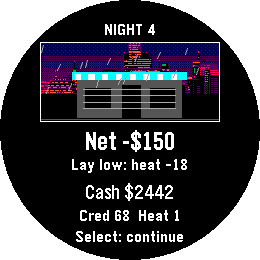 NIGHT 4
Net -$150
Lay low: heat -18
Cash $2442
Cred 68 Heat 1
Select: continue